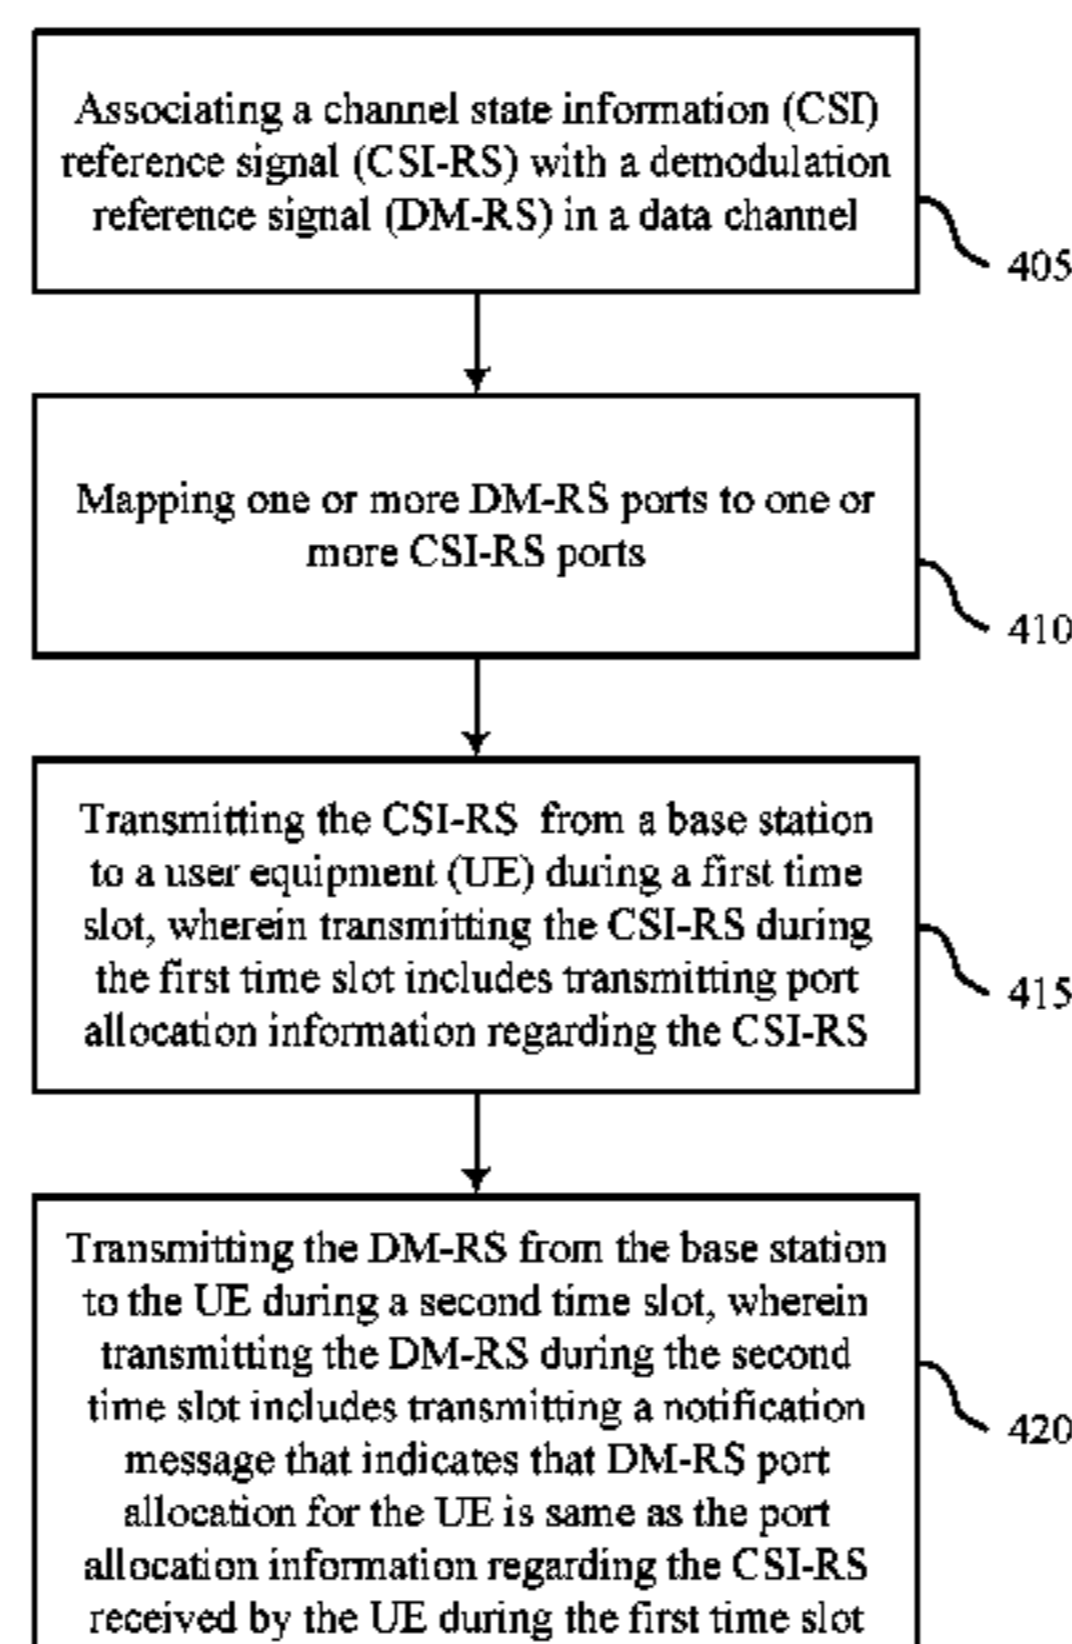 Associating a channel state information (CSI)
reference signal (CSI-RS) with a demodulation
reference signal (DM-RS) in a data channel
405
Mapping one or more DM-RS ports to one or
more CSI-RS ports
410
Transmitting the CSI-RS from a base station
to a user equipment (UE) during a first time
slot, wherein transmitting the CSI-RS during
the first time slot includes transmitting port
allocation information regarding the CSI-RS
415
Transmitting the DM-RS from the base station
to the UE during a second time slot, wherein
transmitting the DM-RS during the second
time slot includes transmitting a notification
message that indicates that DM-RS port
allocation for the UE is same as the port
allocation information regarding the CSI-RS
received by the UE during the first time slot
420